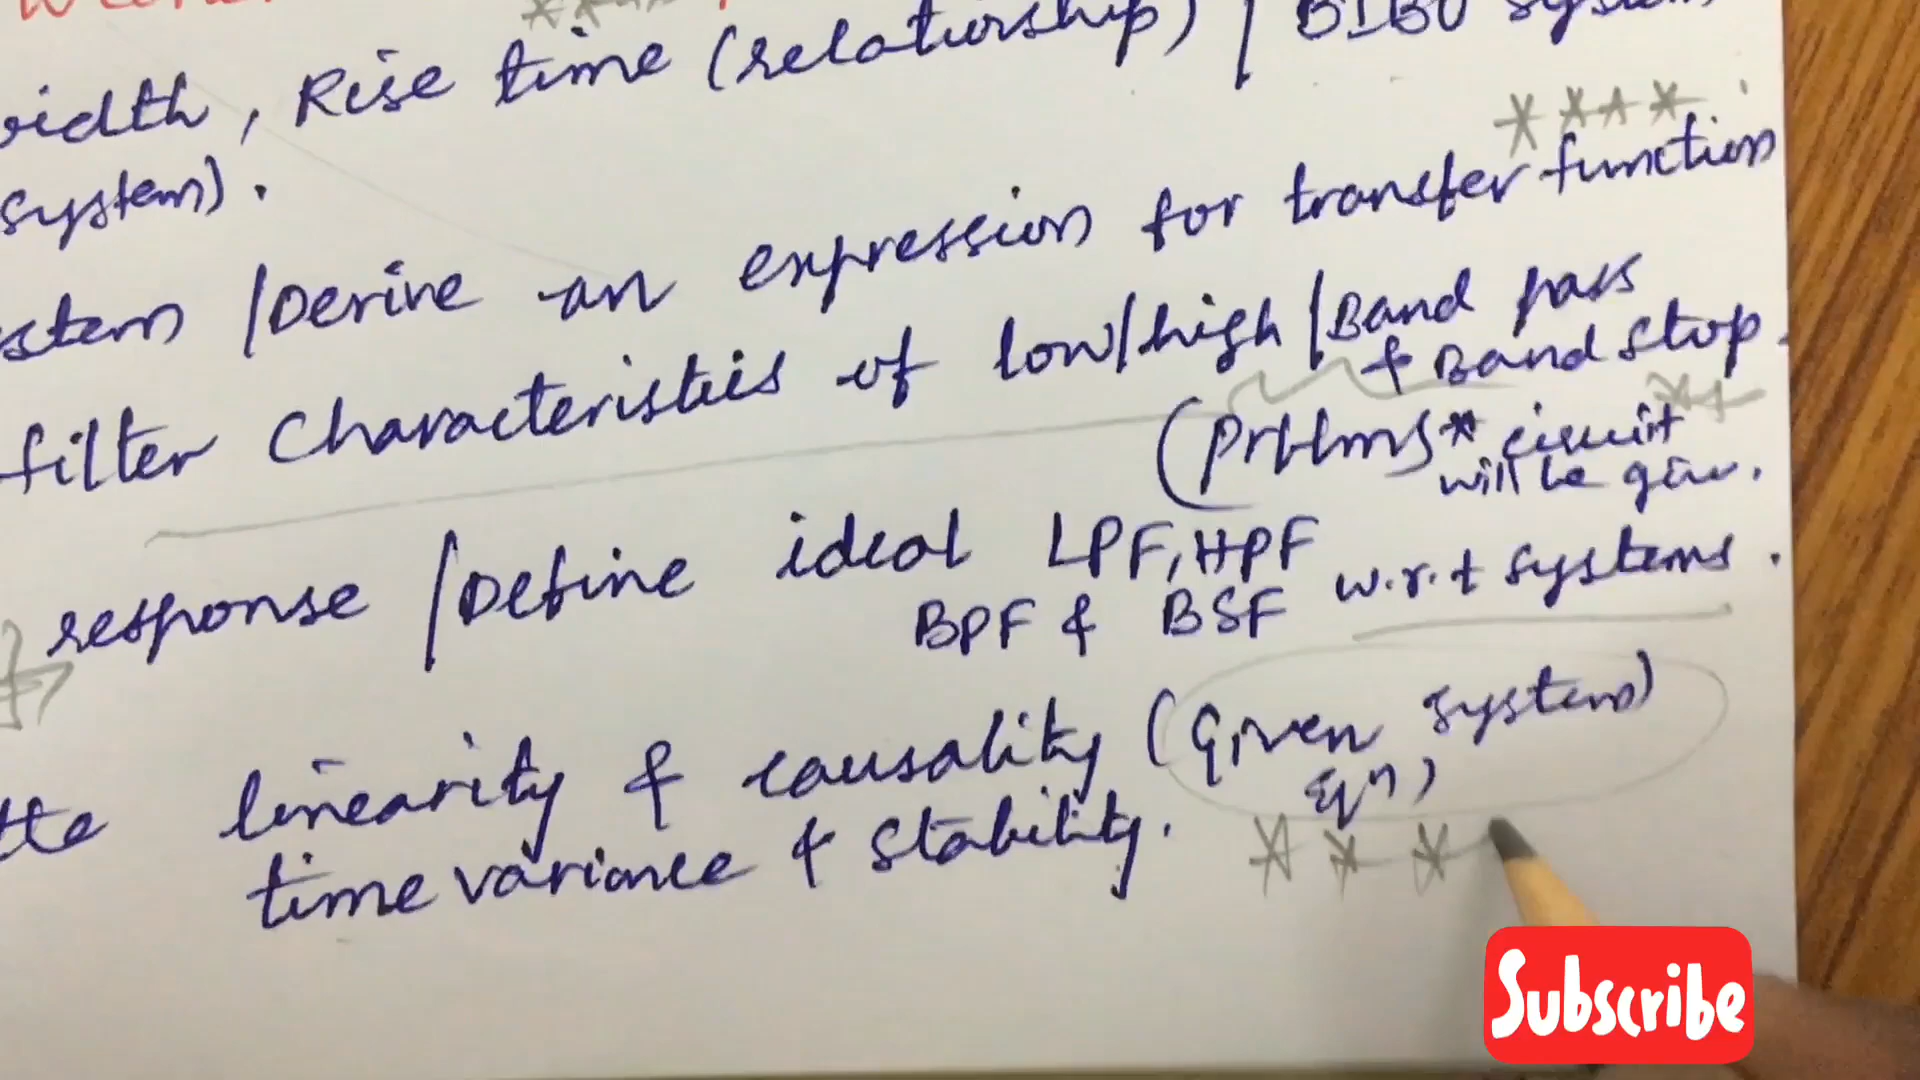 width, Rise time (relationship) / BIBO system
system).
stem /Derive an expression for transfer function
filter characteristics of low/high/Band pass
& Band stop.
(Prblms* circuit
will be give.
response /Define ideal LPF, HPF
BPF & BSF w.r.t systems.
linearity & causality (Given system)
time variance & stability. Eqn)
Subscribe